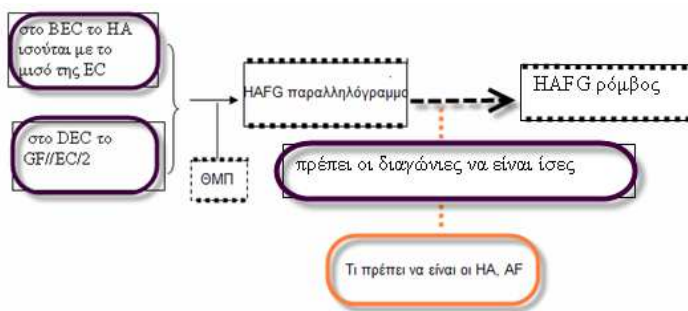 στο BEC το HA
ισούται με το
μισό της EC
στο DEC το
GF//EC/2
ΘΜΠ
HAFG παραλληλόγραμμο
HAFG ρόμβος
πρέπει οι διαγώνιες να είναι ίσες
Τι πρέπει να είναι οι HA, AF